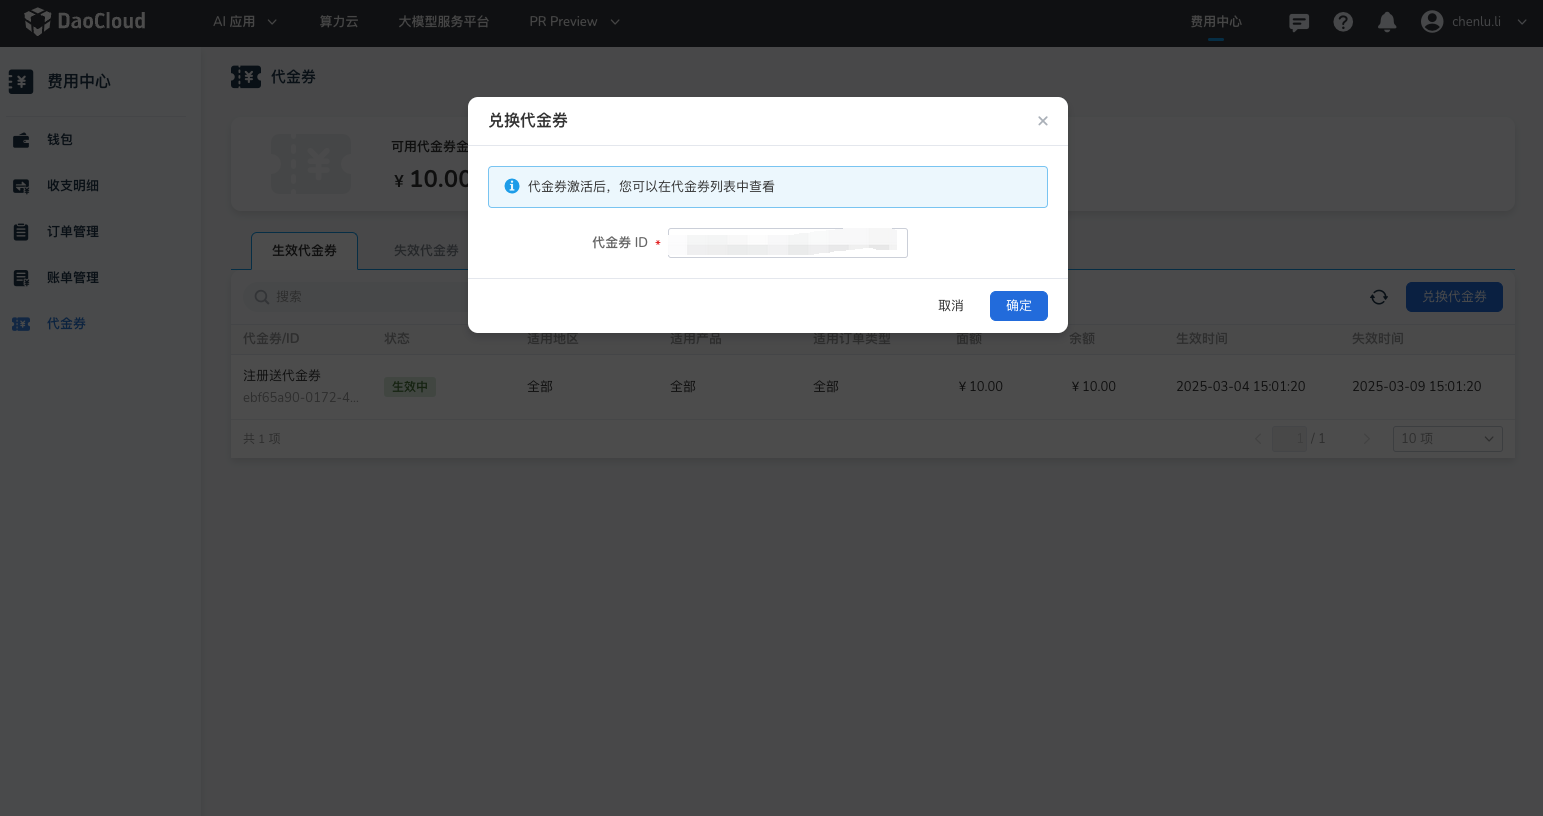 DaoCloud
AI 应用
算力云
大模型服务平台
PR Preview
费用中心
chenlu.li
费用中心
钱包
收支明细
订单管理
账单管理
代金券
代金券
可用代金券金
¥ 10.00
生效代金券
失效代金券
搜索
兑换代金券
代金券/ID
状态
适用地区
适用产品
适用订单类型
面额
余额
生效时间
失效时间
注册送代金券
ebf65a90-0172-4...
生效中
全部
全部
全部
¥ 10.00
¥ 10.00
2025-03-04 15:01:20
2025-03-09 15:01:20
共 1 项
1 / 1
10 项
兑换代金券
代金券激活后，您可以在代金券列表中查看
代金券 ID *
取消
确定